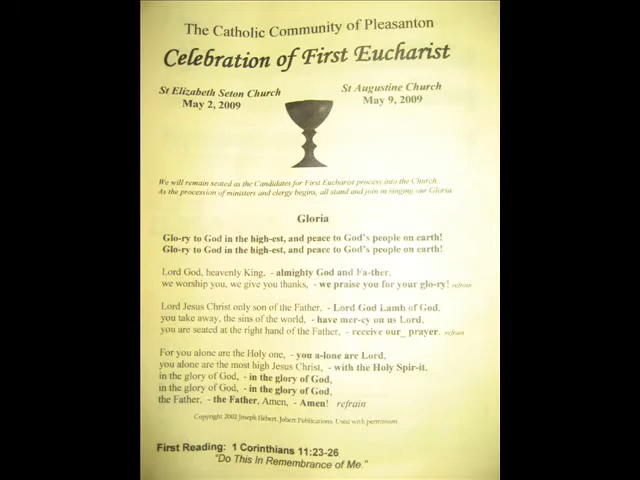 The Catholic Community of Pleasanton
Celebration of First Eucharist
St Elizabeth Seton Church
May 2, 2009
St Augustine Church
May 9, 2009
We will remain seated as the Candidates for First Eucharist process into the Church.
As the procession of ministers and clergy begins, all stand and join in singing our Gloria
Gloria
Glo-ry to God in the high-est, and peace to God's people on earth!
Glo-ry to God in the high-est, and peace to God's people on earth!
Lord God, heavenly King, - almighty God and Fa-ther,
we worship you, we give you thanks, - we praise you for your glo-ry! refrain
Lord Jesus Christ only son of the Father, - Lord God Lamb of God,
you take away, the sins of the world, - have mer-cy on us Lord,
you are seated at the right hand of the Father, - receive our_ prayer. refrain
For you alone are the Holy one, - you a-lone are Lord,
you alone are the most high Jesus Christ, - with the Holy Spir-it,
in the glory of God, - in the glory of God,
in the glory of God, - in the glory of God,
the Father, - the Father, Amen, - Amen! refrain
Copyright 2002 Joseph Hebert, Jobert Publications. Used with permission
First Reading: 1 Corinthians 11:23-26
"Do This In Remembrance of Me."